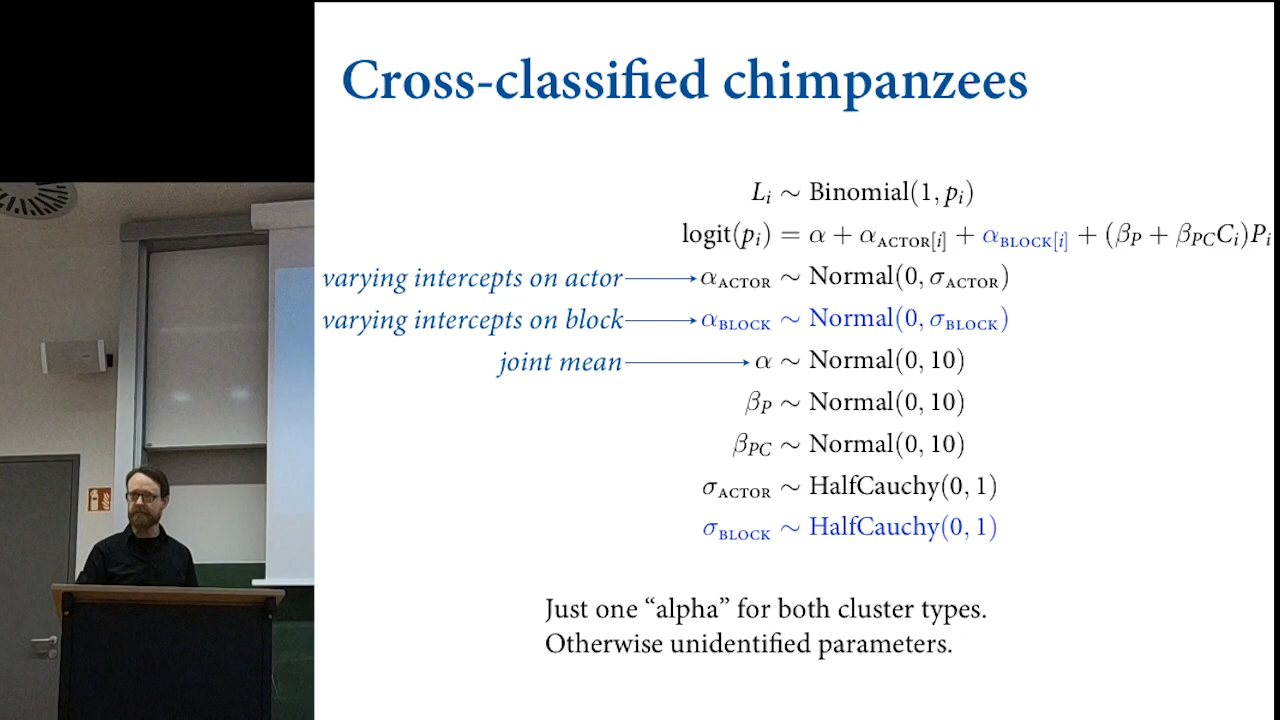 Cross-classified chimpanzees
Lᵢ ∼ Binomial(1, pᵢ)
logit(pᵢ) = α + α_ACTOR[i] + α_BLOCK[i] + (β_P + β_PC Cᵢ)Pᵢ
varying intercepts on actor → α_ACTOR ∼ Normal(0, σ_ACTOR)
varying intercepts on block → α_BLOCK ∼ Normal(0, σ_BLOCK)
joint mean → α ∼ Normal(0, 10)
β_P ∼ Normal(0, 10)
β_PC ∼ Normal(0, 10)
σ_ACTOR ∼ HalfCauchy(0, 1)
σ_BLOCK ∼ HalfCauchy(0, 1)
Just one “alpha” for both cluster types.
Otherwise unidentified parameters.